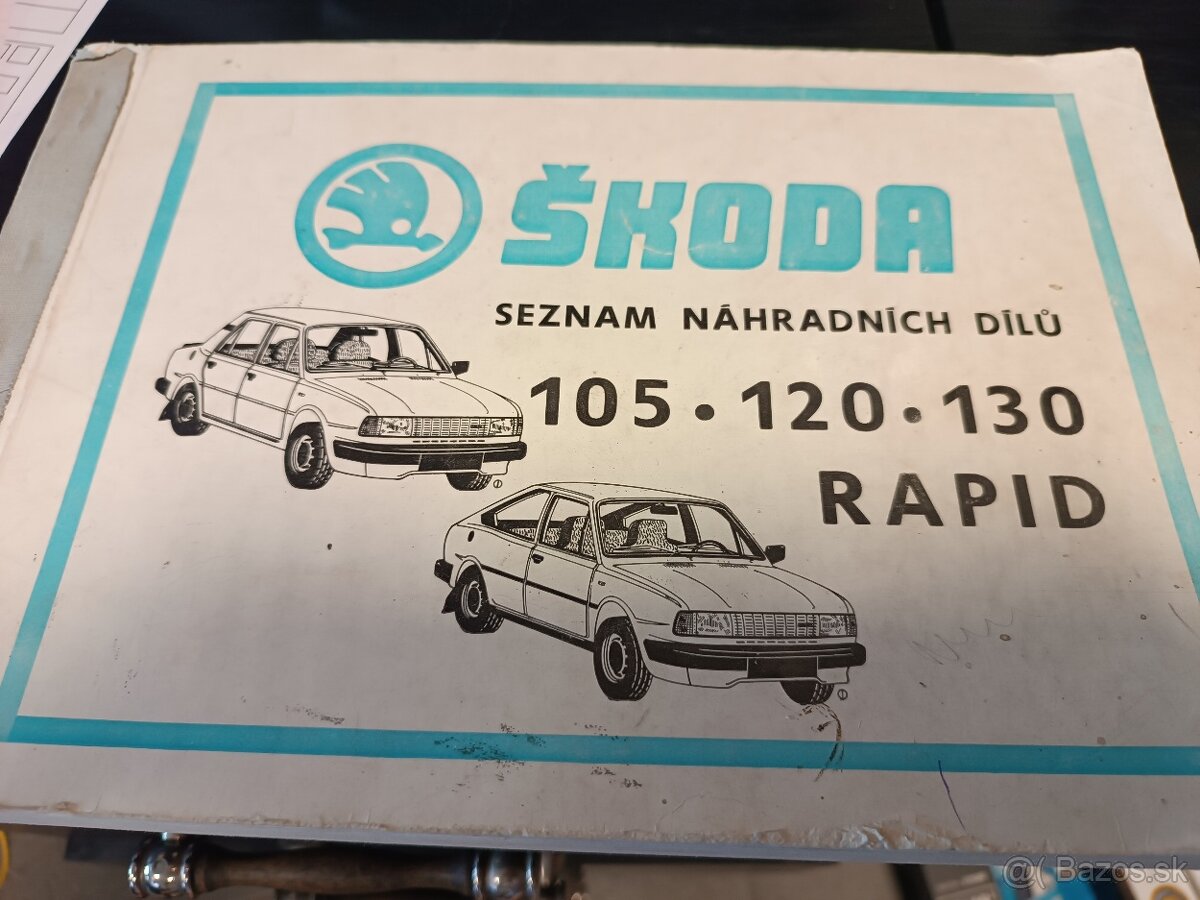 ŠKODA
SEZNAM NÁHRADNÍCH DÍLŮ
105 • 120 • 130
RAPID
@( Bazos.sk